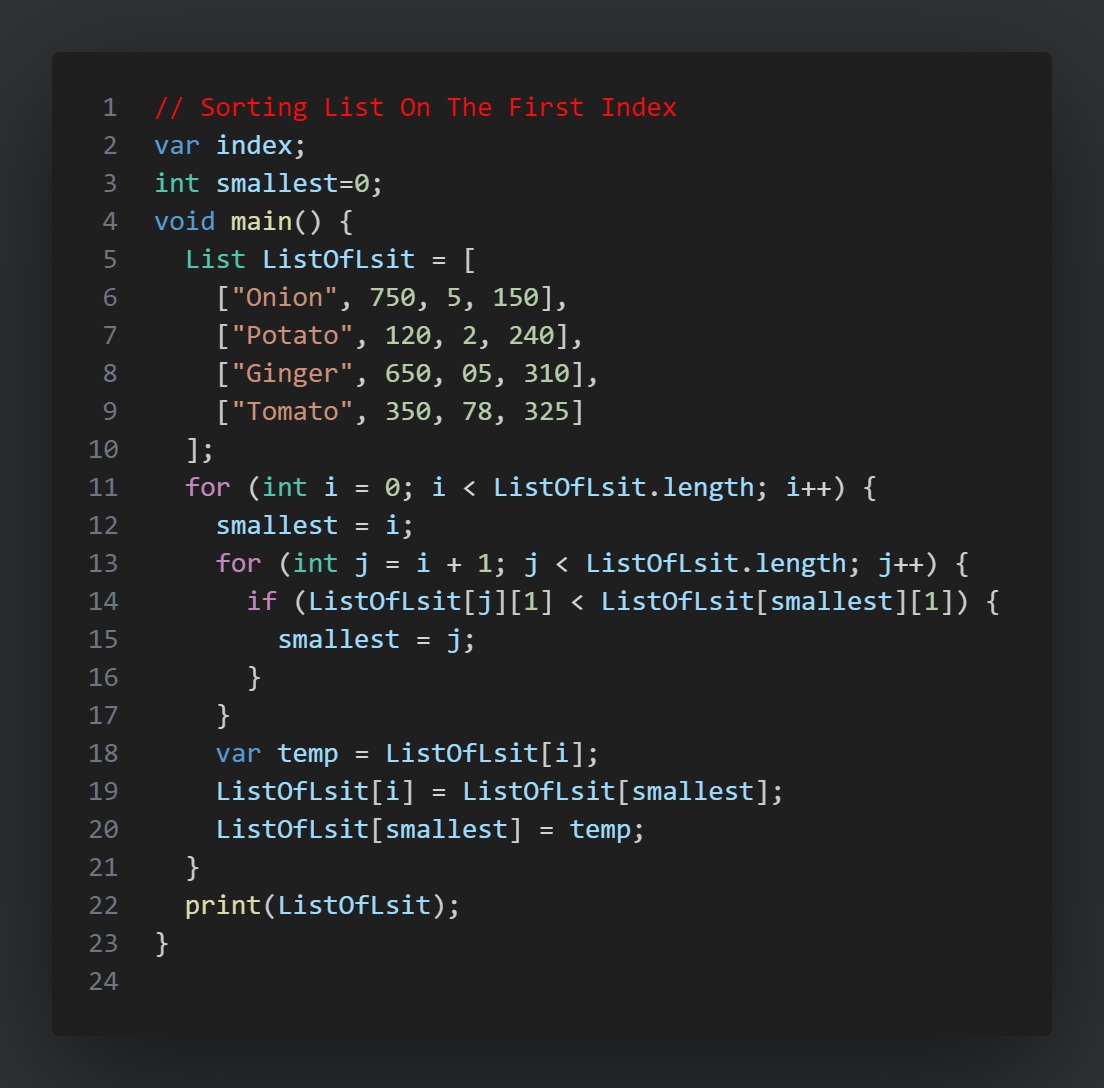 1 // Sorting List On The First Index
2 var index;
3 int smallest=0;
4 void main() {
5   List ListOfLsit = [
6     ["Onion", 750, 5, 150],
7     ["Potato", 120, 2, 240],
8     ["Ginger", 650, 05, 310],
9     ["Tomato", 350, 78, 325]
10   ];
11   for (int i = 0; i < ListOfLsit.length; i++) {
12     smallest = i;
13     for (int j = i + 1; j < ListOfLsit.length; j++) {
14       if (ListOfLsit[j][1] < ListOfLsit[smallest][1]) {
15         smallest = j;
16       }
17     }
18     var temp = ListOfLsit[i];
19     ListOfLsit[i] = ListOfLsit[smallest];
20     ListOfLsit[smallest] = temp;
21   }
22   print(ListOfLsit);
23 }
24